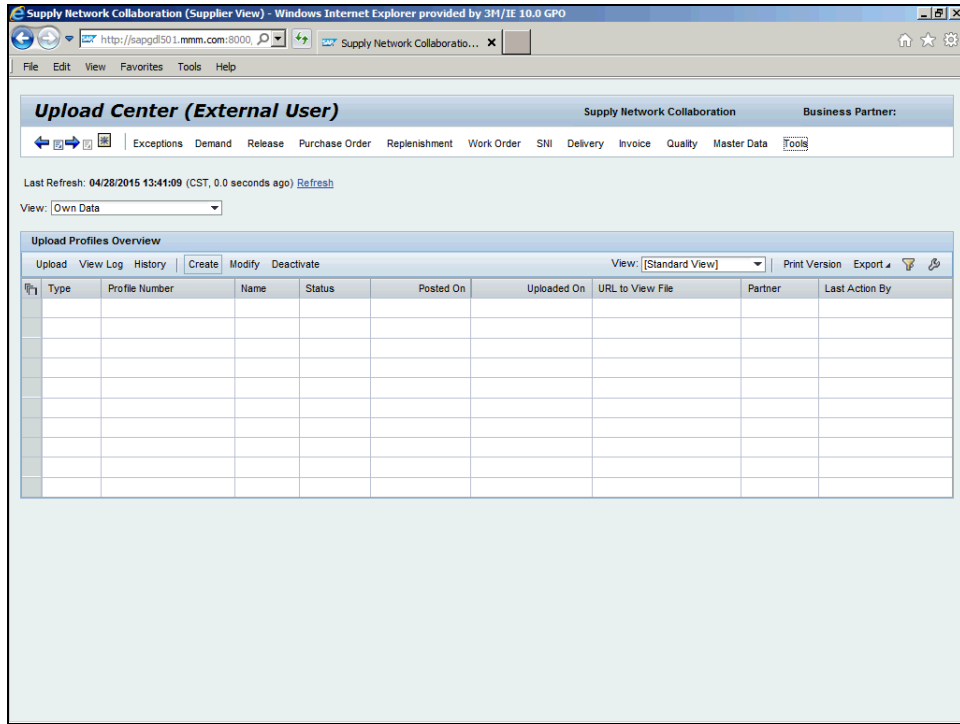 Supply Network Collaboration (Supplier View) - Windows Internet Explorer provided by 3M/IE 10.0 GPO
http://sapgdl501.mmm.com:8000, Supply Network Collaboratio...
File Edit View Favorites Tools Help
Upload Center (External User) Supply Network Collaboration Business Partner:
Exceptions Demand Release Purchase Order Replenishment Work Order SNI Delivery Invoice Quality Master Data Tools
Last Refresh: 04/28/2015 13:41:09 (CST, 0.0 seconds ago) Refresh
View: Own Data
Upload Profiles Overview
Upload View Log History Create Modify Deactivate View: [Standard View] Print Version Export
Type Profile Number Name Status Posted On Uploaded On URL to View File Partner Last Action By